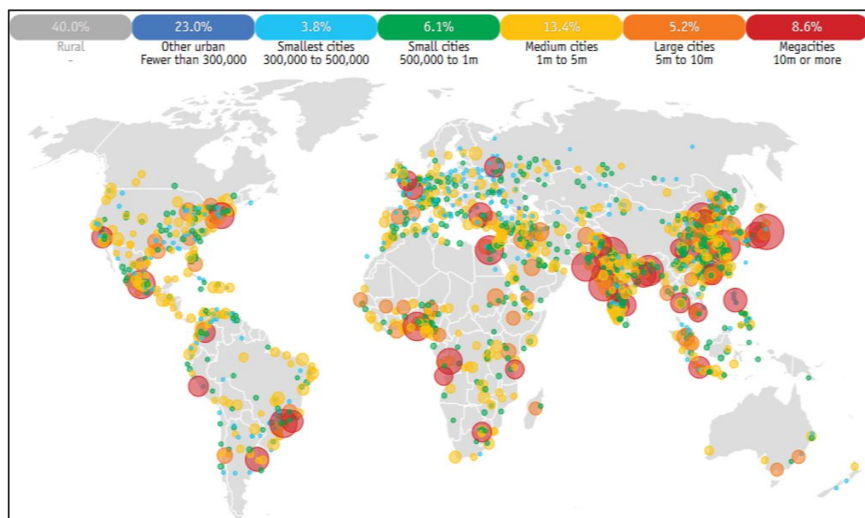 40.0% 23.0% 3.8% 6.1% 13.4% 5.2% 8.6%
Rural Other urban Smallest cities Small cities Medium cities Large cities Megacities
- Fewer than 300,000 300,000 to 500,000 500,000 to 1m 1m to 5m 5m to 10m 10m or more